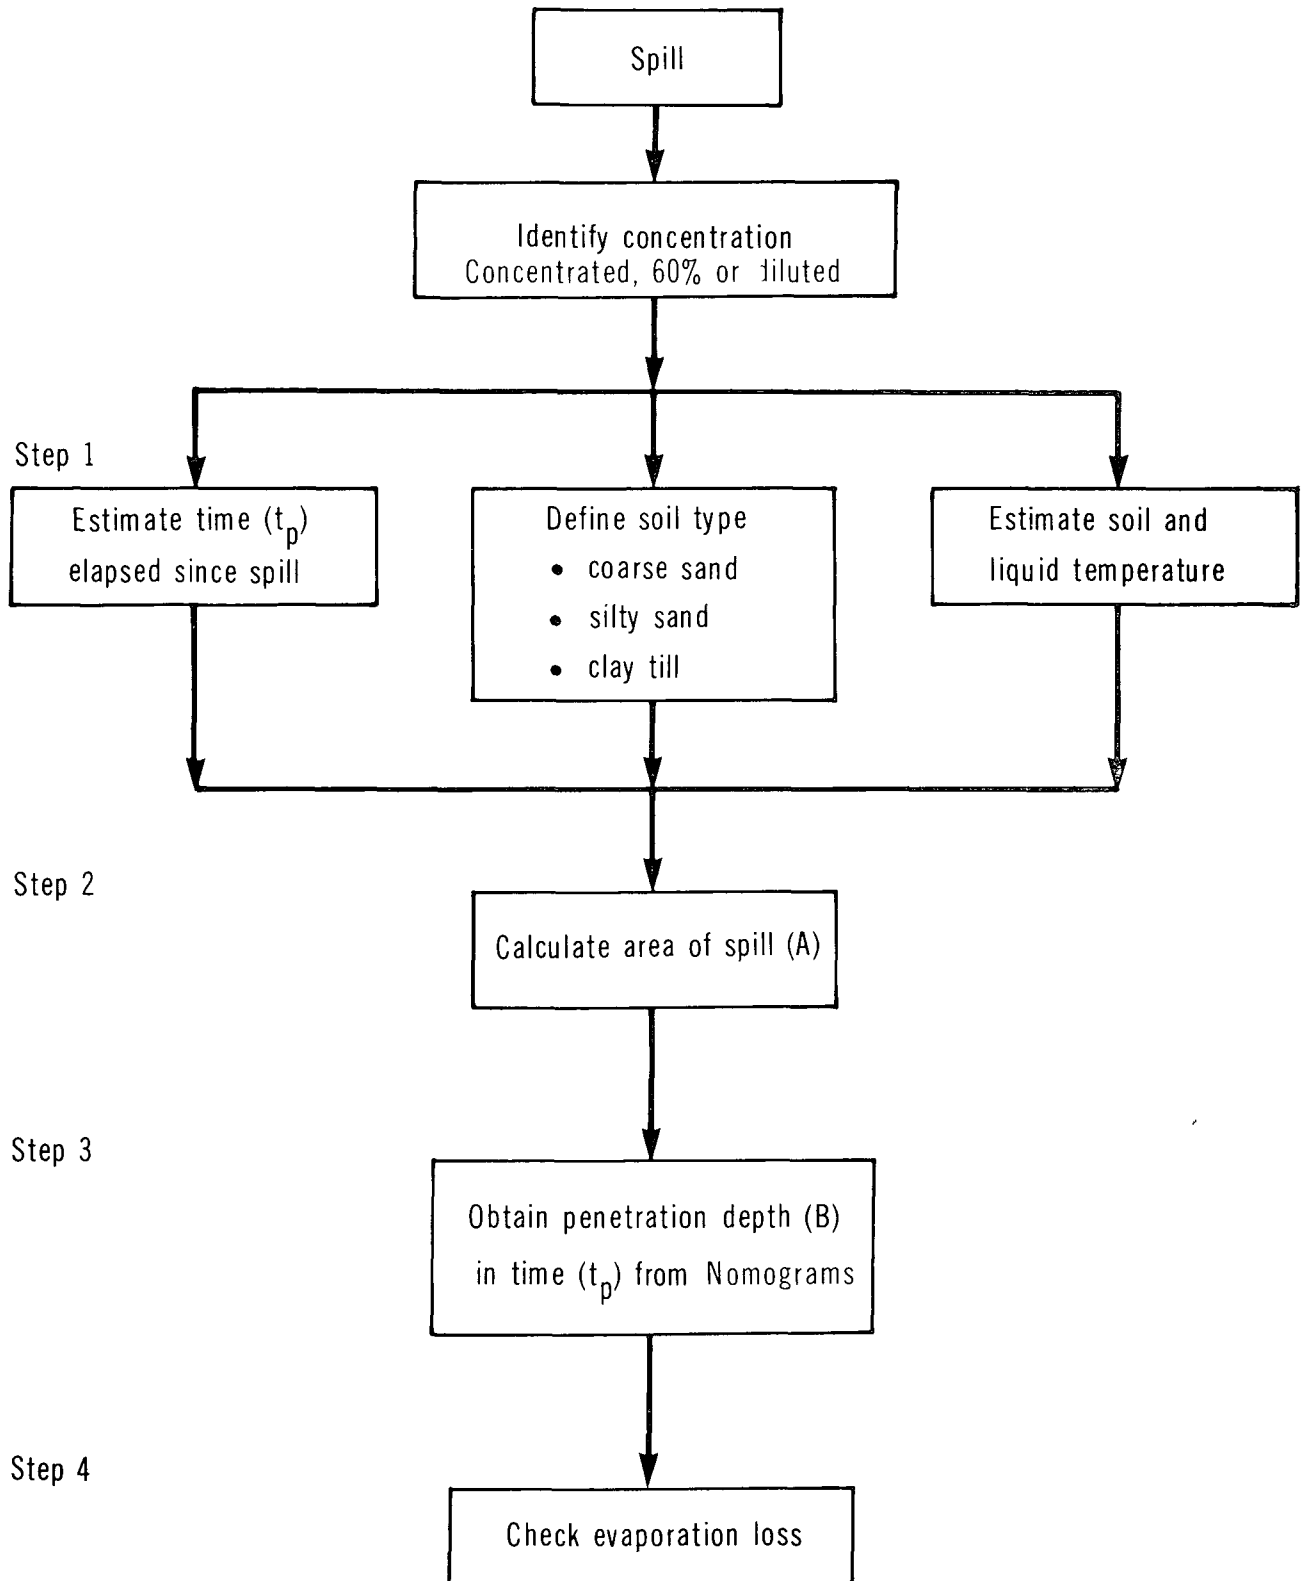 Spill
Identify concentration
Concentrated, 60% or diluted
Step 1
Estimate time (tp)
elapsed since spill
Define soil type
• coarse sand
• silty sand
• clay till
Estimate soil and
liquid temperature
Step 2
Calculate area of spill (A)
Step 3
Obtain penetration depth (B)
in time (tp) from Nomograms
Step 4
Check evaporation loss